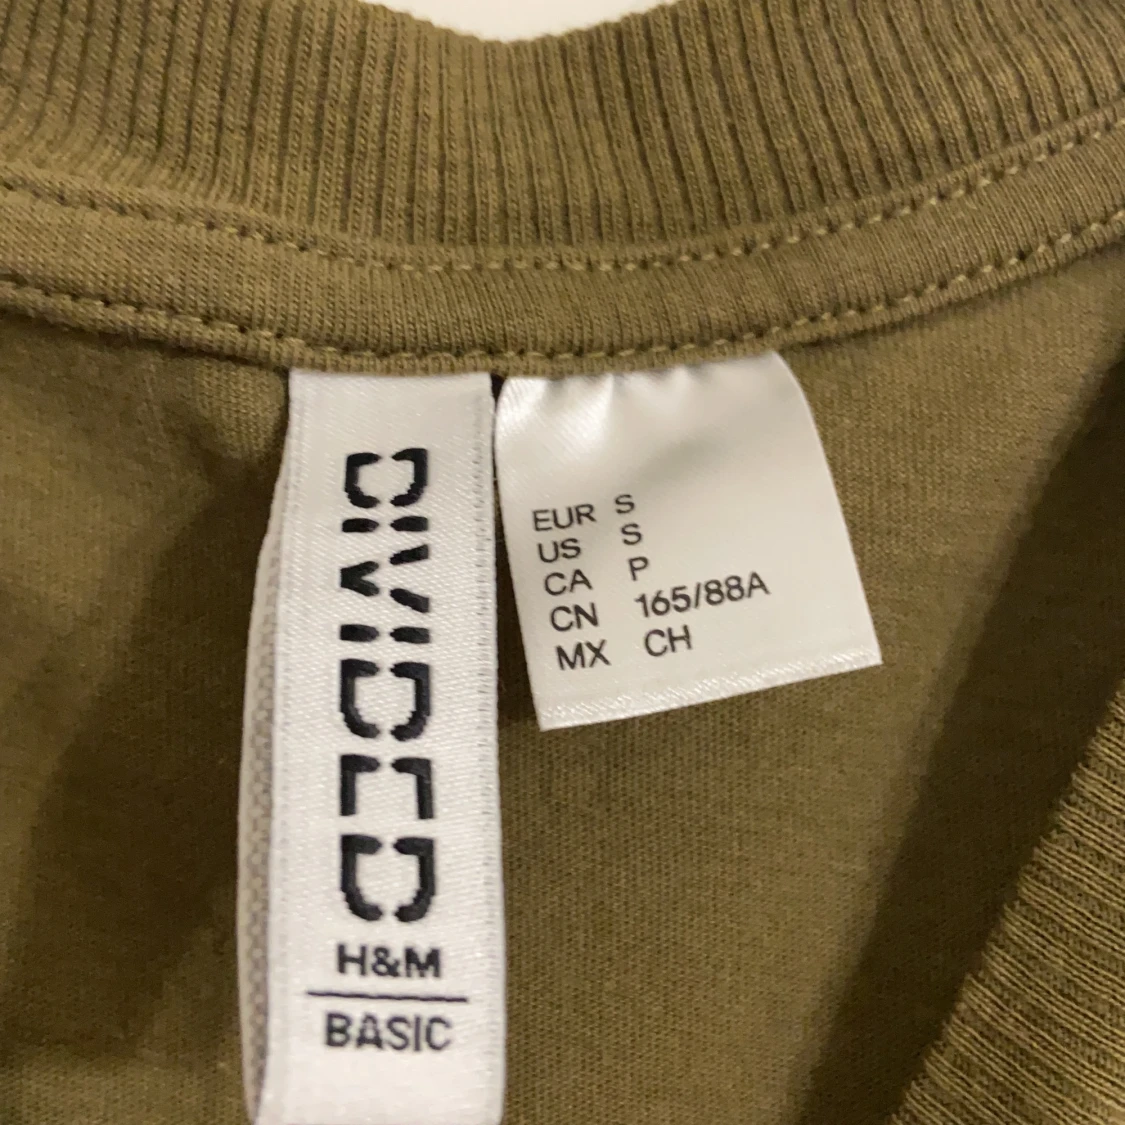 DIVIDED
H&M
BASIC
EUR S
US S
CA P
CN 165/88A
MX CH